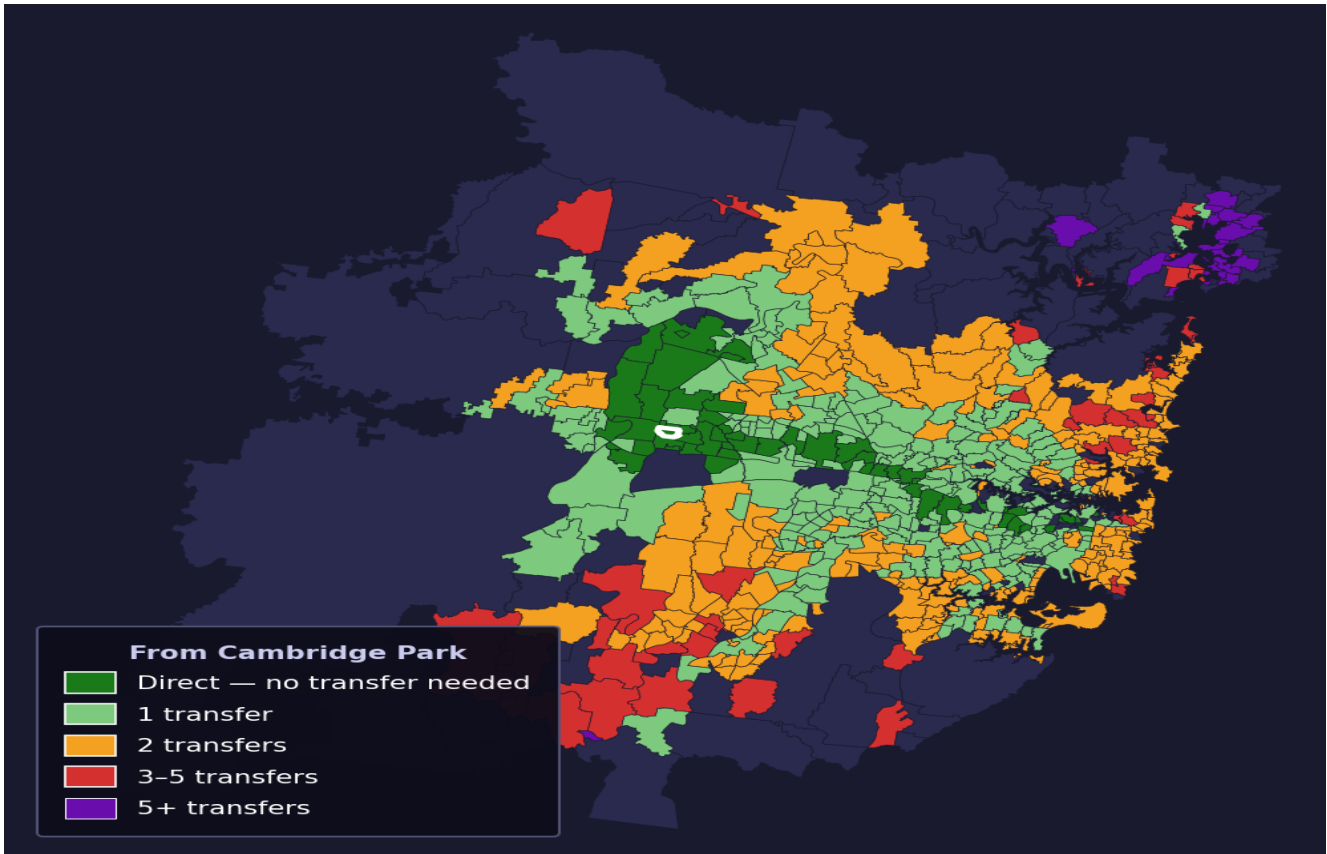 From Cambridge Park
Direct — no transfer needed
1 transfer
2 transfers
3–5 transfers
5+ transfers